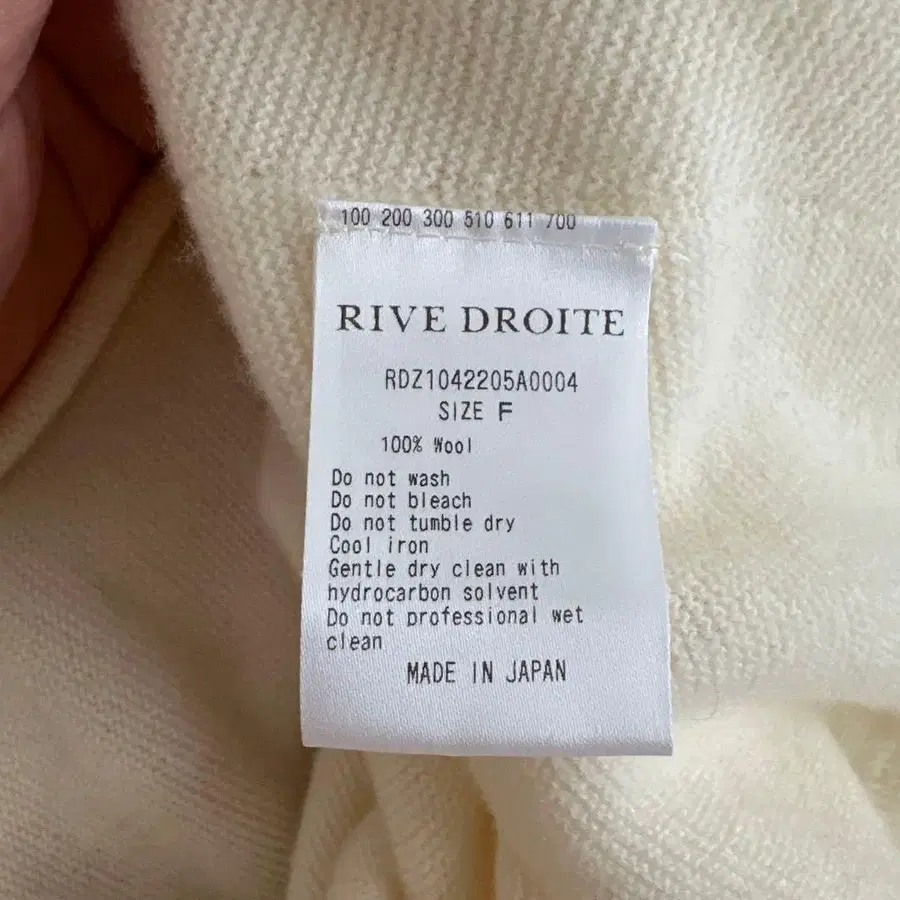 100 200 300 510 611 700
RIVE DROITE
RDZ1042205A0004
SIZE F
100% Wool
Do not wash
Do not bleach
Do not tumble dry
Cool iron
Gentle dry clean with
hydrocarbon solvent
Do not professional wet
clean
MADE IN JAPAN